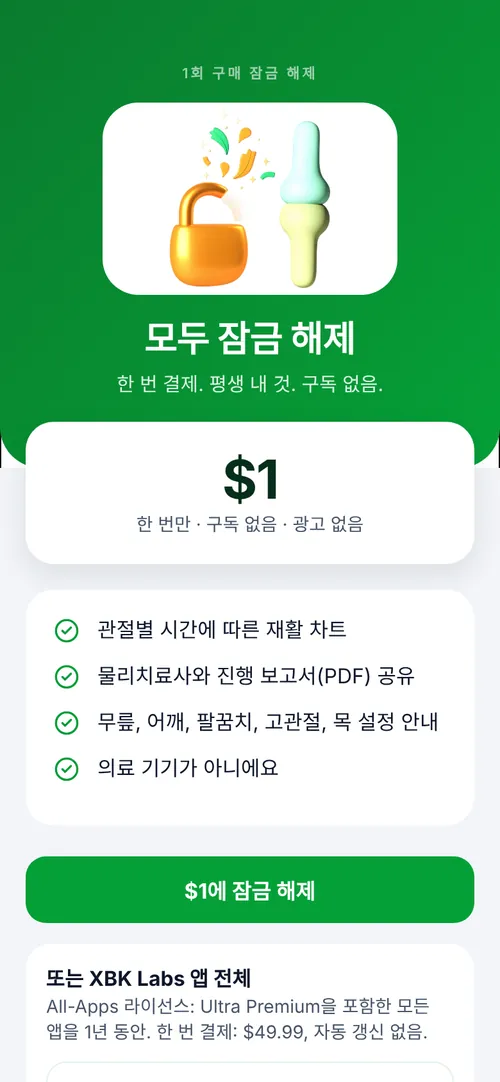 1회 구매 잠금 해제
모두 잠금 해제
한 번 결제. 평생 내 것. 구독 없음.
$1
한 번만 · 구독 없음 · 광고 없음
관절별 시간에 따른 재활 차트
물리치료사와 진행 보고서(PDF) 공유
무릎, 어깨, 팔꿈치, 고관절, 목 설정 안내
의료 기기가 아니에요
$1에 잠금 해제
또는 XBK Labs 앱 전체
All-Apps 라이선스: Ultra Premium을 포함한 모든
앱을 1년 동안. 한 번 결제: $49.99, 자동 갱신 없음.